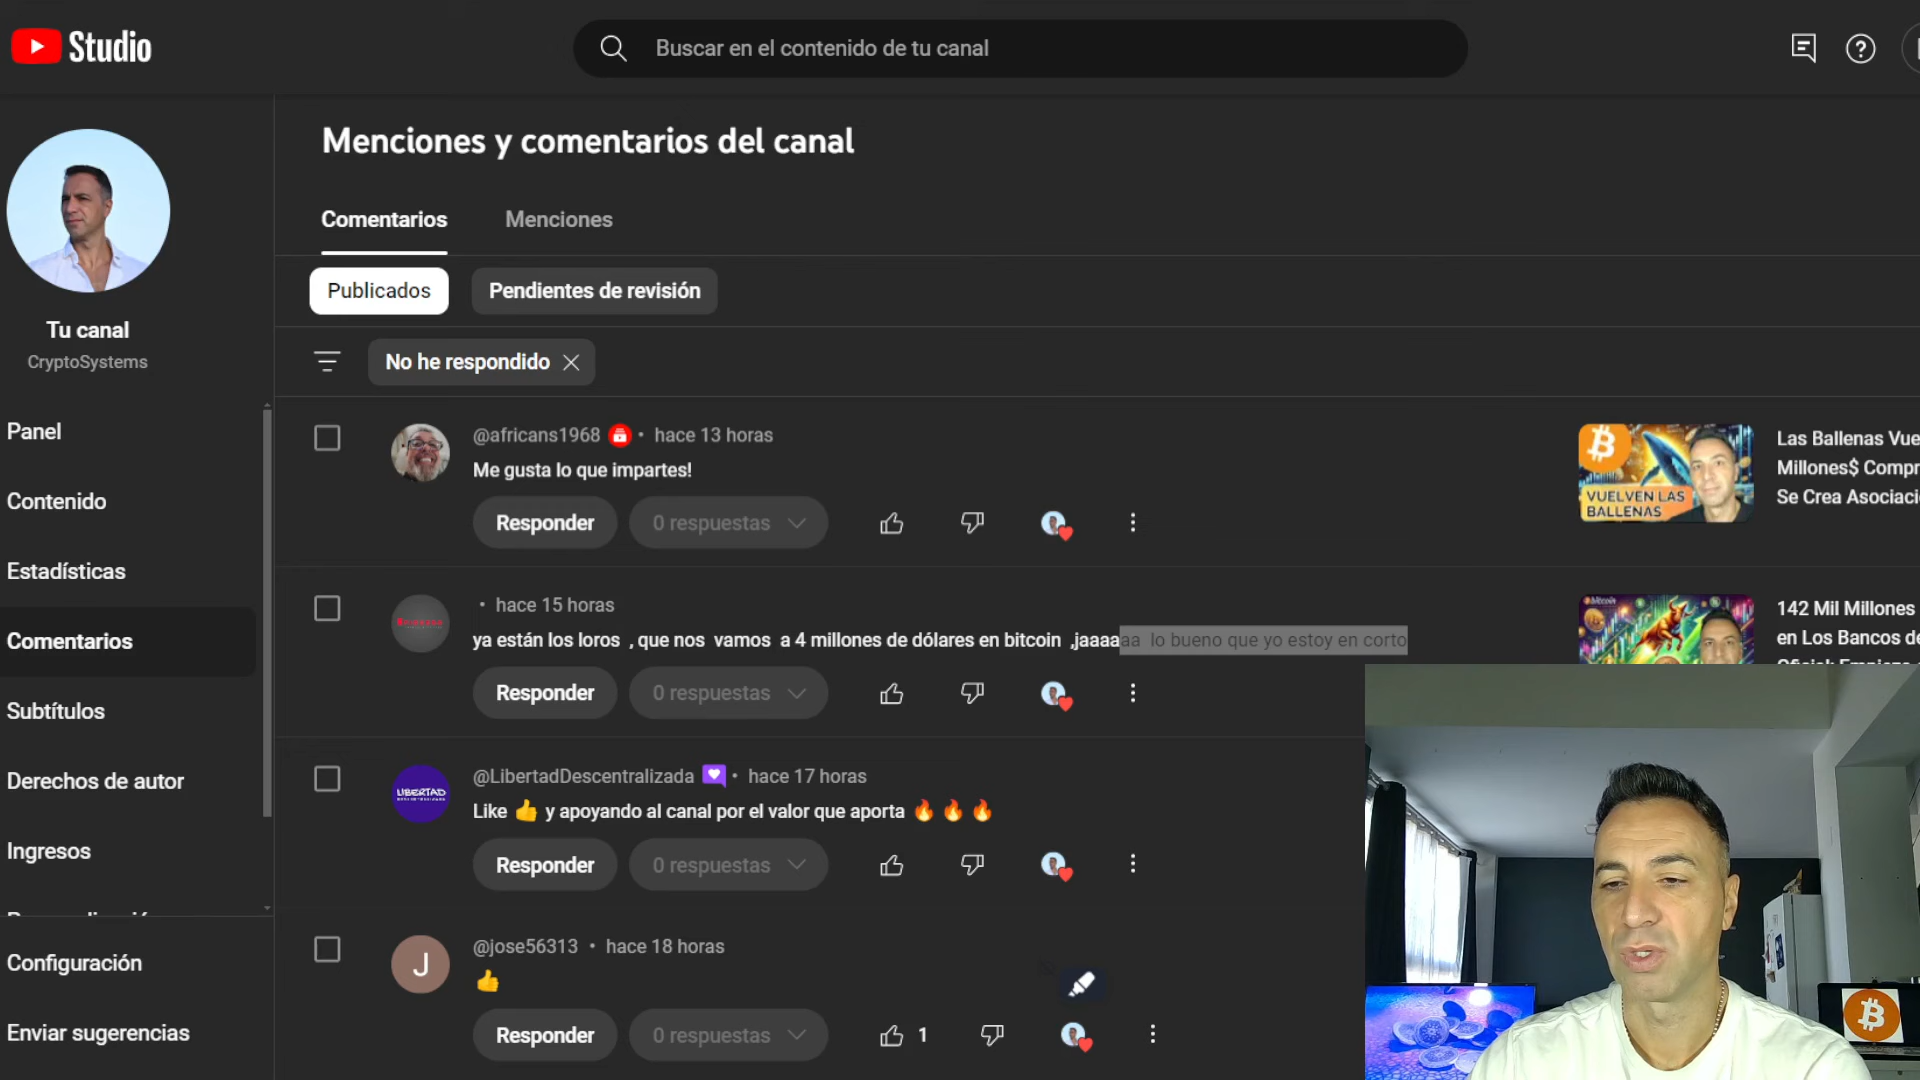 Studio
Buscar en el contenido de tu canal
Tu canal
CryptoSystems
Panel
Contenido
Estadísticas
Comentarios
Subtítulos
Derechos de autor
Ingresos
Configuración
Enviar sugerencias
Menciones y comentarios del canal
Comentarios
Menciones
Publicados
Pendientes de revisión
No he respondido
@africans1968 • hace 13 horas
Me gusta lo que impartes!
Responder
0 respuestas
VUELVEN LAS
BALLENAS
Las Ballenas Vue
Millones$ Compr
Se Crea Asociaci
• hace 15 horas
ya están los loros , que nos vamos a 4 millones de dólares en bitcoin ,jaaaaaa lo bueno que yo estoy en corto
Responder
0 respuestas
bitcoin
142 Mil Millones
en Los Bancos de
@LibertadDescentralizada • hace 17 horas
Like 👍 y apoyando al canal por el valor que aporta 🔥 🔥 🔥
Responder
0 respuestas
LIBERTAD
J
@jose56313 • hace 18 horas
👍
Responder
0 respuestas
1